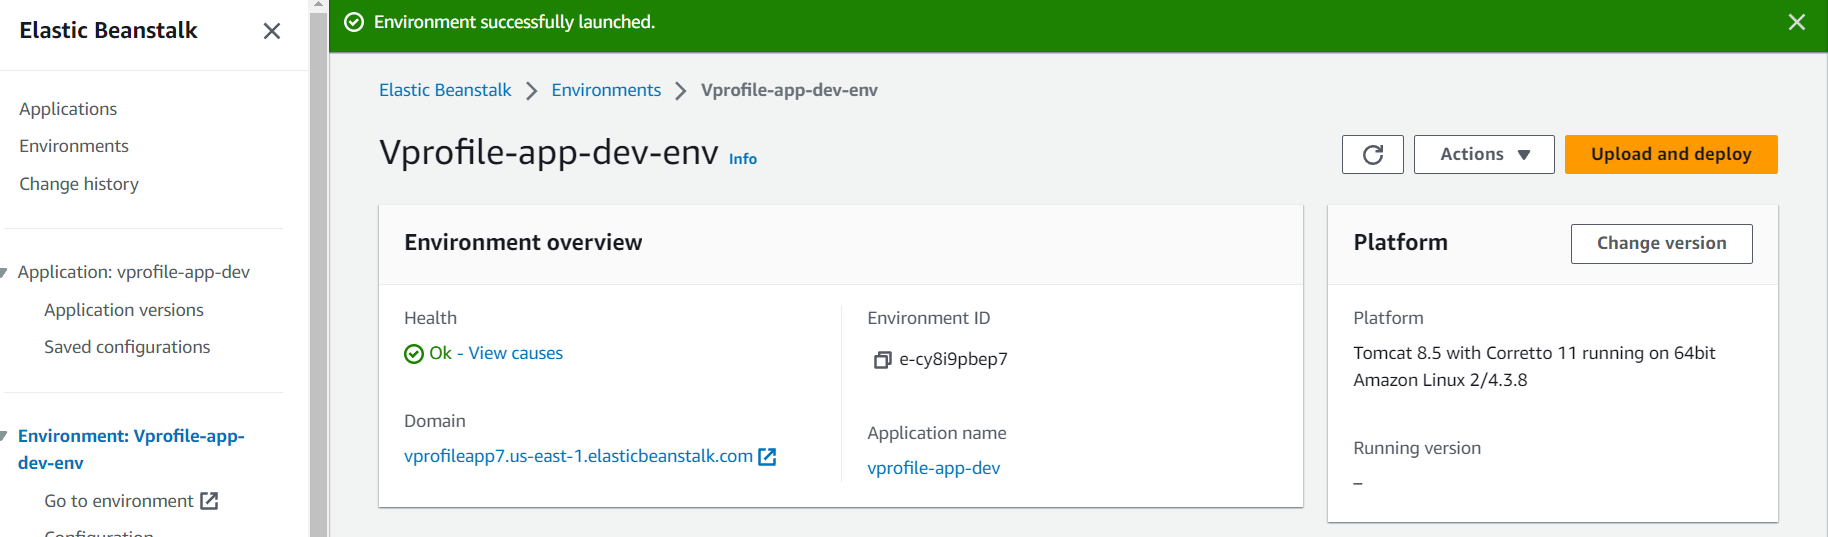 Elastic Beanstalk
Applications
Environments
Change history
Application: vprofile-app-dev
Application versions
Saved configurations
Environment: Vprofile-app-
dev-env
Go to environment
Configuration
Environment successfully launched.
Elastic Beanstalk > Environments > Vprofile-app-dev-env
Vprofile-app-dev-env Info
Actions
Upload and deploy
Environment overview
Health
Ok - View causes
Domain
vprofileapp7.us-east-1.elasticbeanstalk.com
Environment ID
e-cy8i9pbep7
Application name
vprofile-app-dev
Platform
Change version
Platform
Tomcat 8.5 with Corretto 11 running on 64bit
Amazon Linux 2/4.3.8
Running version
–